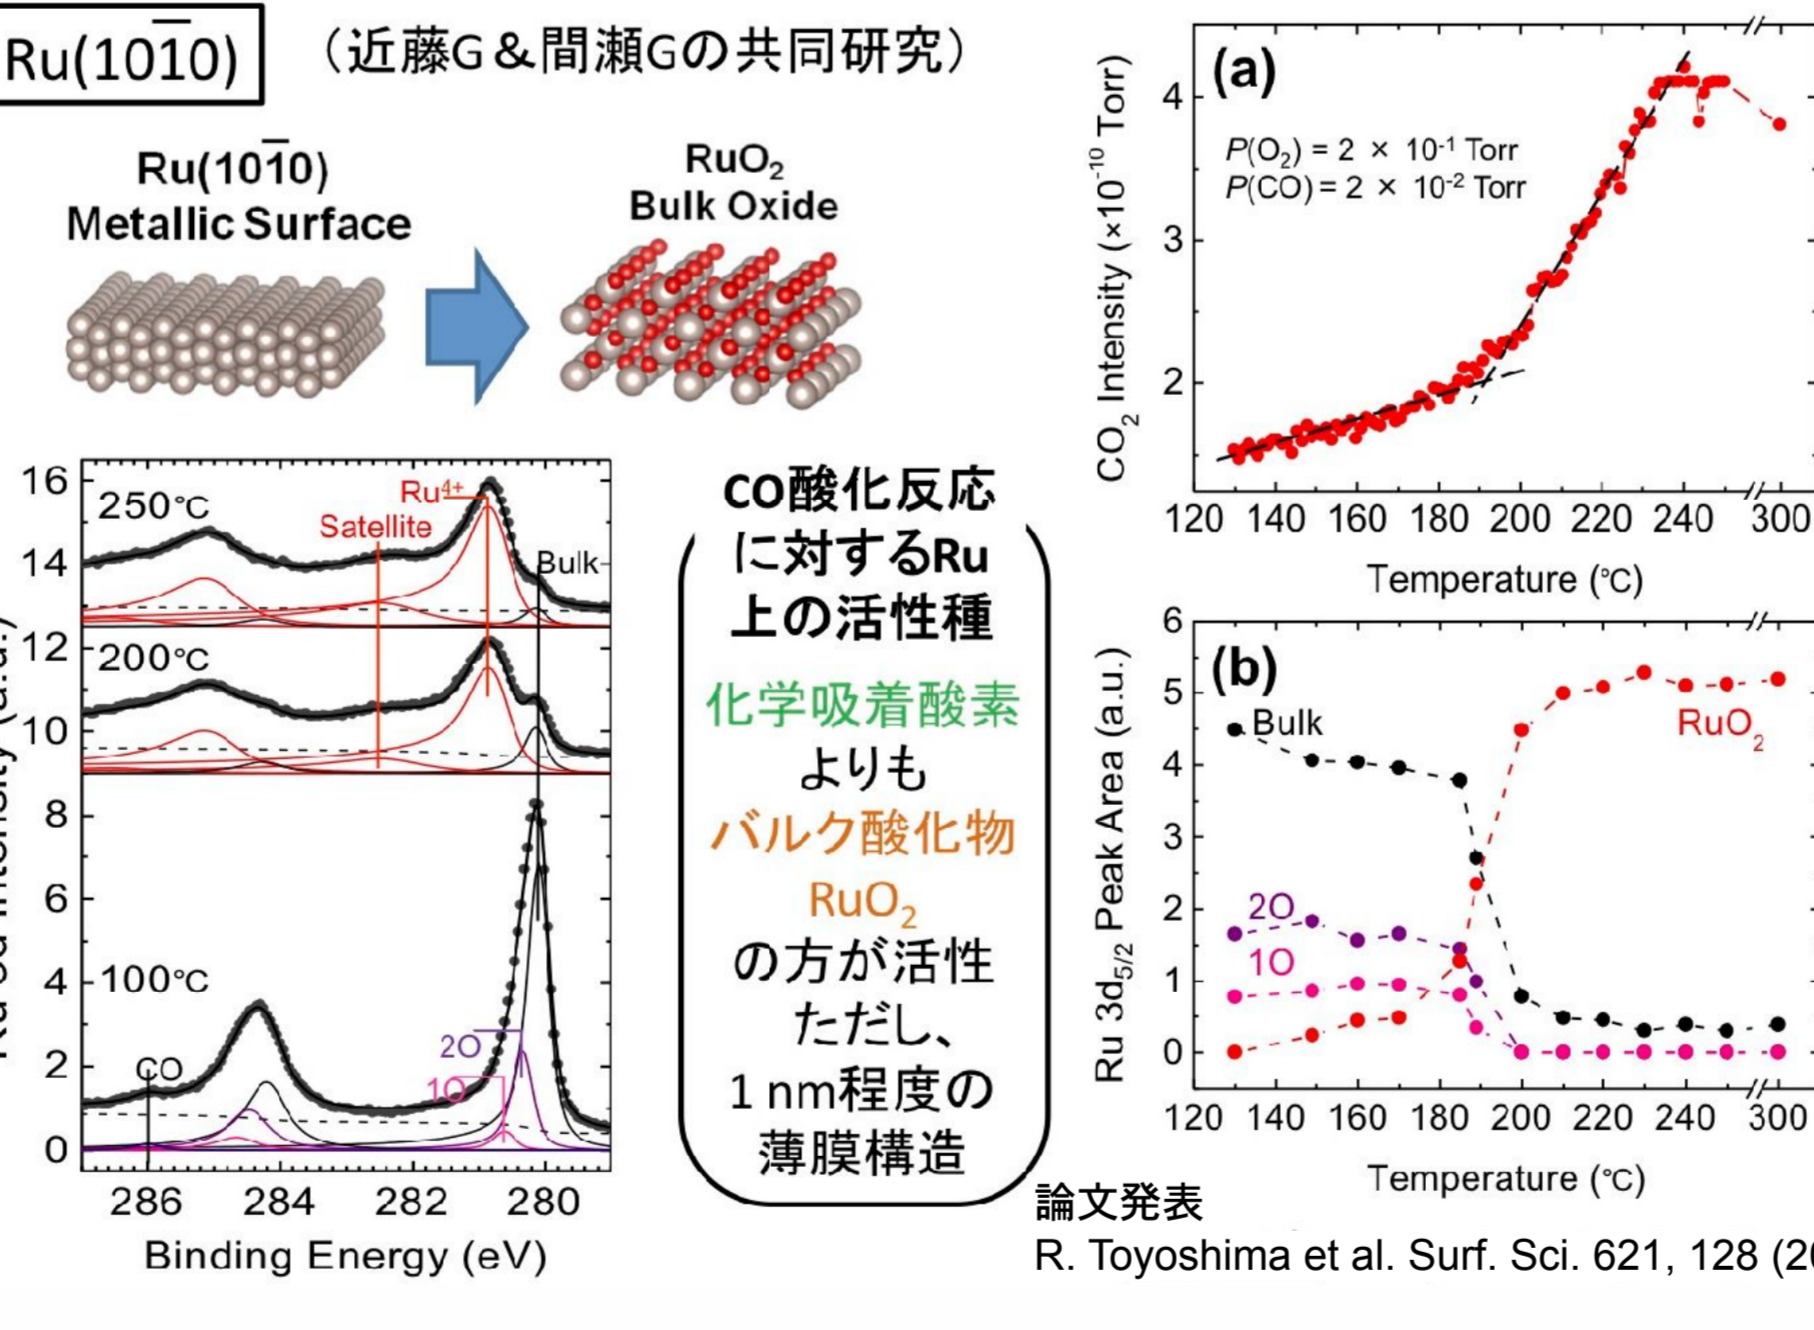 Ru(101̅0)
（近藤G＆間瀬Gの共同研究）
Ru(101̅0)
Metallic Surface
RuO₂
Bulk Oxide
16
14
12
10
8
6
4
2
0
250℃
Satellite
Ru⁴⁺
Bulk
200℃
100℃
CO
2O
1O
286 284 282 280
Binding Energy (eV)
CO酸化反応
に対するRu
上の活性種
化学吸着酸素
よりも
バルク酸化物
RuO₂
の方が活性
ただし、
1 nm程度の
薄膜構造
(a)
P(O₂) = 2 × 10⁻¹ Torr
P(CO) = 2 × 10⁻² Torr
CO₂ Intensity (×10⁻¹⁰ Torr)
4
3
2
120 140 160 180 200 220 240 300
Temperature (℃)
(b)
Bulk
RuO₂
2O
1O
Ru 3d₅/₂ Peak Area (a.u.)
6
5
4
3
2
1
0
120 140 160 180 200 220 240 300
Temperature (℃)
論文発表
R. Toyoshima et al. Surf. Sci. 621, 128